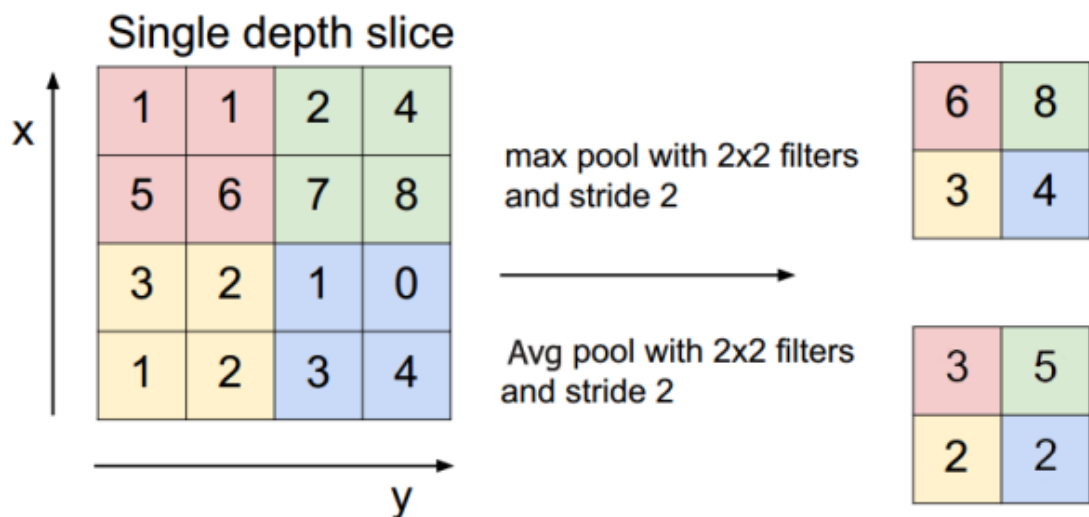 Single depth slice
x
1 1 2 4
5 6 7 8
3 2 1 0
1 2 3 4
y
max pool with 2x2 filters
and stride 2
6 8
3 4
Avg pool with 2x2 filters
and stride 2
3 5
2 2